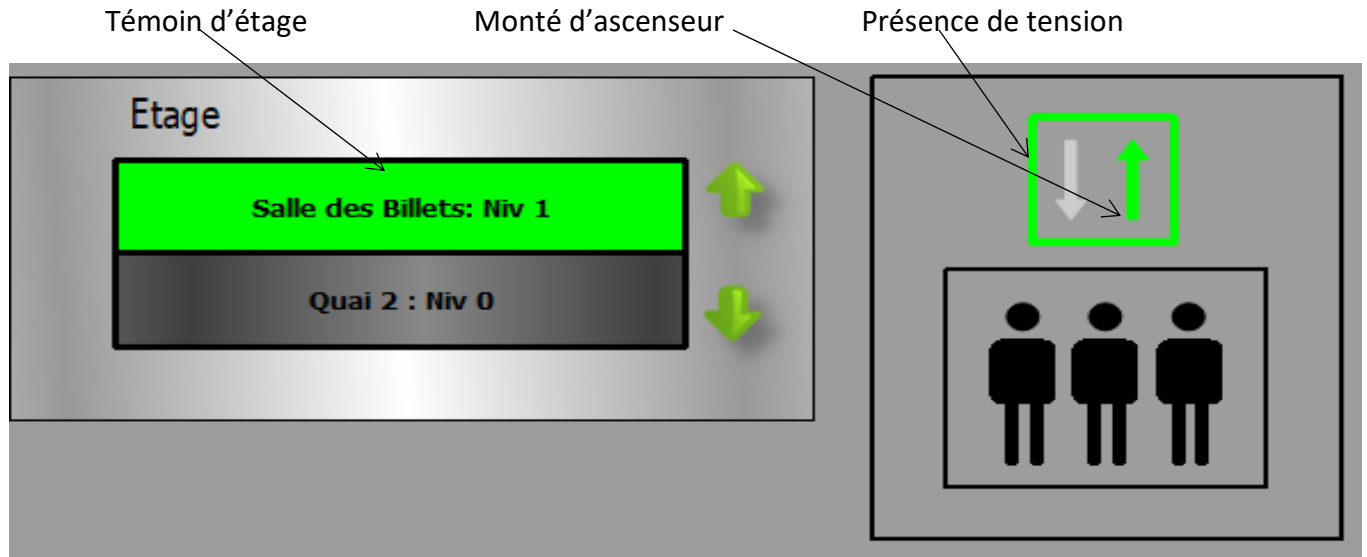 Témoin d’étage
Monté d’ascenseur
Présence de tension
Etage
Salle des Billets: Niv 1
Quai 2 : Niv 0